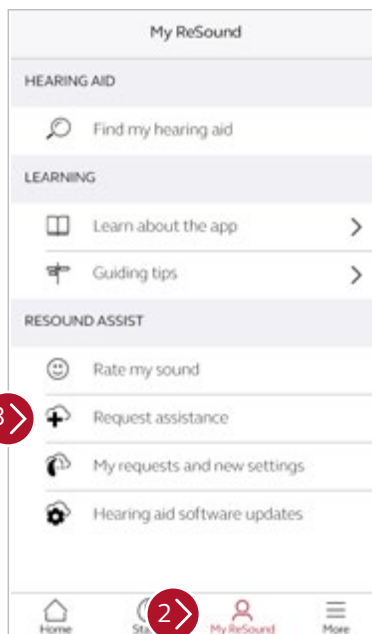 My ReSound
HEARING AID
Find my hearing aid
LEARNING
Learn about the app
Guiding tips
RESOUND ASSIST
Rate my sound
3
Request assistance
My requests and new settings
Hearing aid software updates
2
Home
My ReSound
More